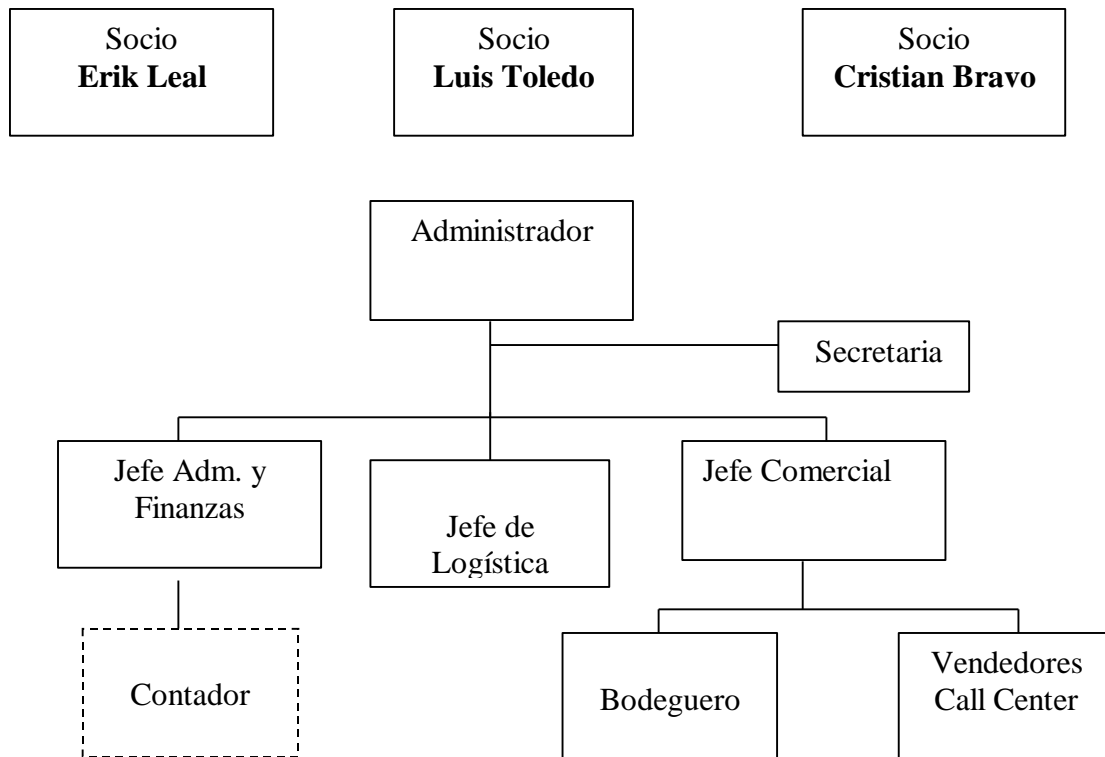 Socio
Erik Leal
Socio
Luis Toledo
Socio
Cristian Bravo
Administrador
Secretaria
Jefe Adm. y
Finanzas
Jefe de
Logística
Jefe Comercial
Contador
Bodeguero
Vendedores
Call Center